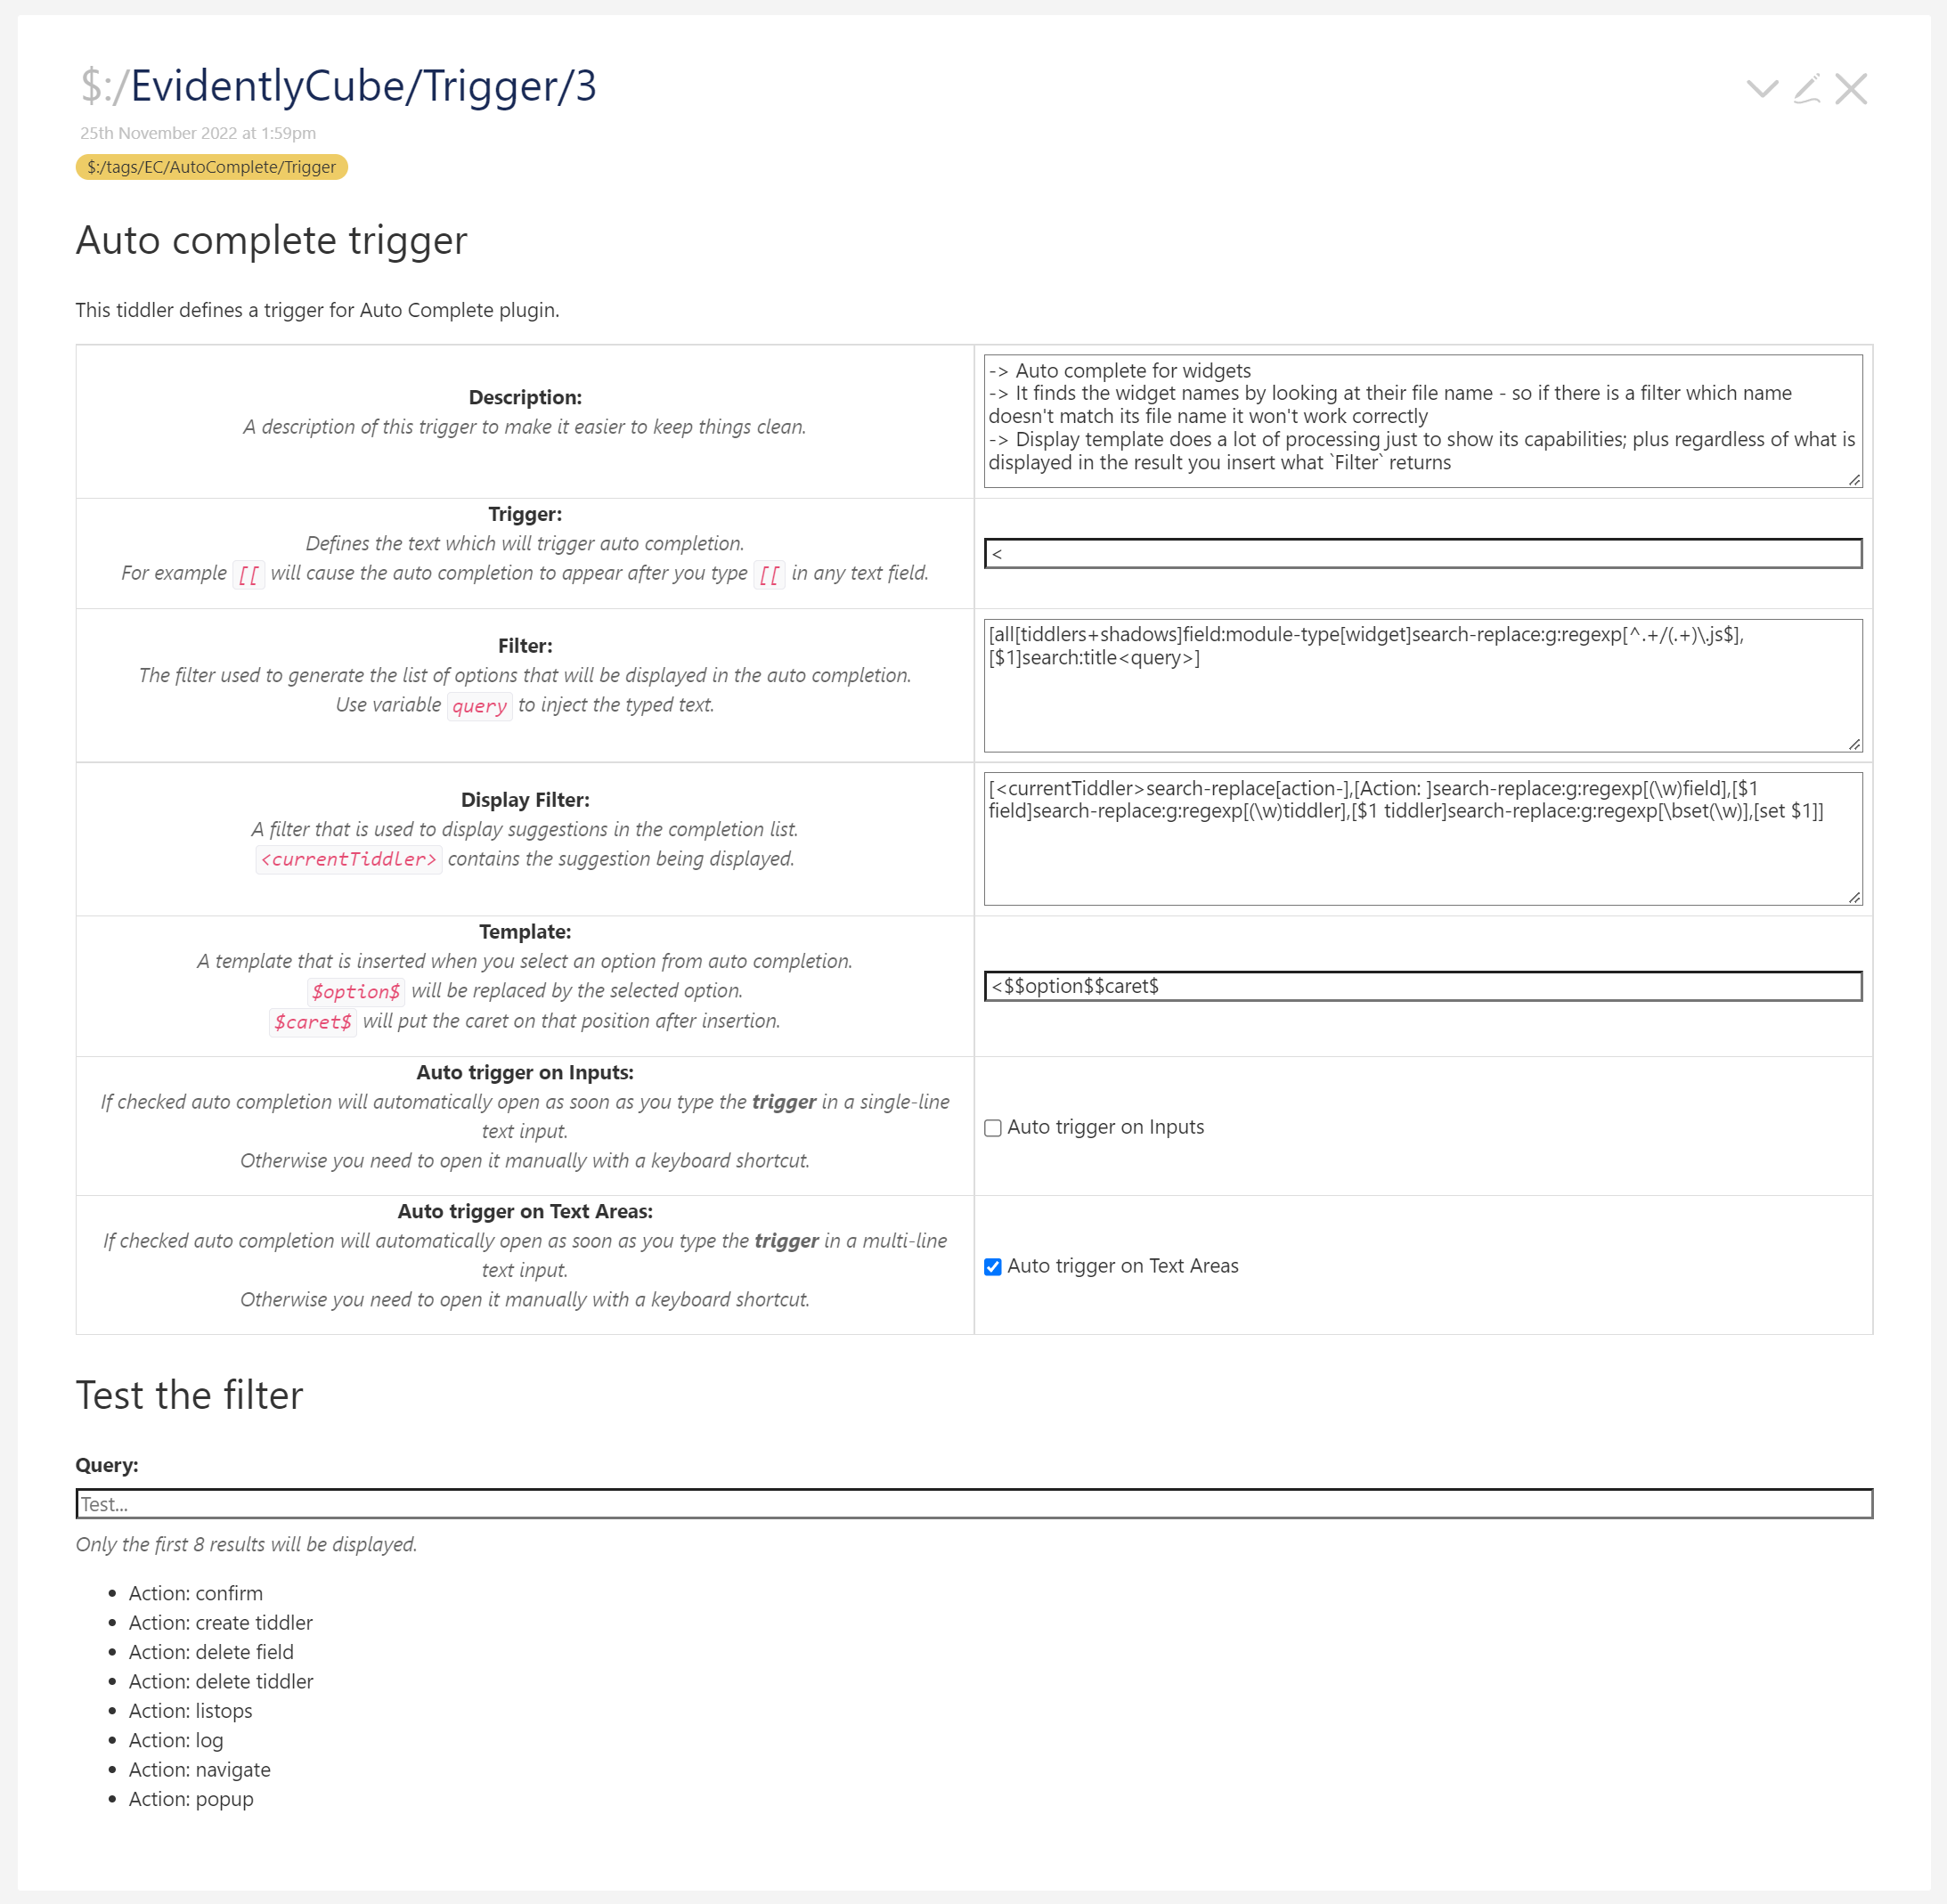 $:/EvidentlyCube/Trigger/3
25th November 2022 at 1:59pm
$:/tags/EC/AutoComplete/Trigger
Auto complete trigger
This tiddler defines a trigger for Auto Complete plugin.
Description:
A description of this trigger to make it easier to keep things clean.
-> Auto complete for widgets
-> It finds the widget names by looking at their file name - so if there is a filter which name
doesn't match its file name it won't work correctly
-> Display template does a lot of processing just to show its capabilities; plus regardless of what is
displayed in the result you insert what `Filter` returns
Trigger:
Defines the text which will trigger auto completion.
For example [[ will cause the auto completion to appear after you type [[ in any text field.
<
Filter:
The filter used to generate the list of options that will be displayed in the auto completion.
Use variable query to inject the typed text.
[all[tiddlers+shadows]field:module-type[widget]search-replace:g:regexp[^.+/(.+)\.js$],
[$1]search:title<query>]
Display Filter:
A filter that is used to display suggestions in the completion list.
<currentTiddler> contains the suggestion being displayed.
[<currentTiddler>search-replace[action-],[Action: ]search-replace:g:regexp[(\w)field],[$1
field]search-replace:g:regexp[(\w)tiddler],[$1 tiddler]search-replace:g:regexp[\bset(\w)],[set $1]]
Template:
A template that is inserted when you select an option from auto completion.
$option$ will be replaced by the selected option.
$caret$ will put the caret on that position after insertion.
<$$option$$caret$
Auto trigger on Inputs:
If checked auto completion will automatically open as soon as you type the trigger in a single-line
text input.
Otherwise you need to open it manually with a keyboard shortcut.
Auto trigger on Inputs
Auto trigger on Text Areas:
If checked auto completion will automatically open as soon as you type the trigger in a multi-line
text input.
Otherwise you need to open it manually with a keyboard shortcut.
Auto trigger on Text Areas
Test the filter
Query:
Test...
Only the first 8 results will be displayed.
• Action: confirm
• Action: create tiddler
• Action: delete field
• Action: delete tiddler
• Action: listops
• Action: log
• Action: navigate
• Action: popup